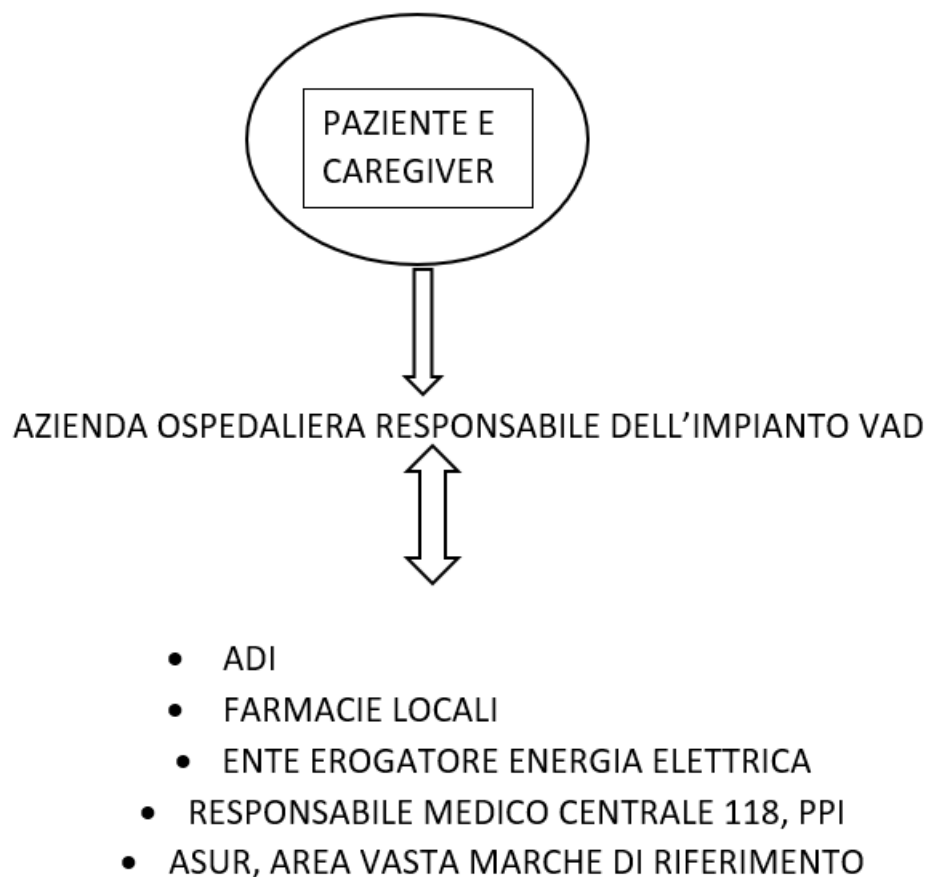 PAZIENTE E
CAREGIVER
AZIENDA OSPEDALIERA RESPONSABILE DELL'IMPIANTO VAD
• ADI
• FARMACIE LOCALI
• ENTE EROGATORE ENERGIA ELETTRICA
• RESPONSABILE MEDICO CENTRALE 118, PPI
• ASUR, AREA VASTA MARCHE DI RIFERIMENTO